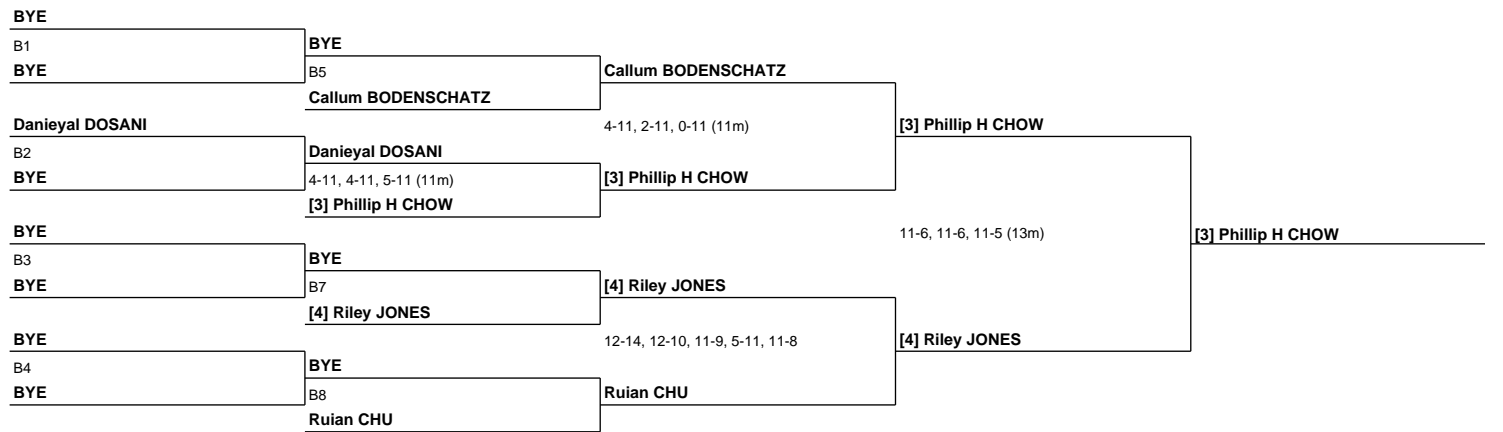 BYE
B1
BYE
BYE
B5
Callum BODENSCHATZ
Callum BODENSCHATZ
Danieyal DOSANI
B2
BYE
Danieyal DOSANI
4-11, 4-11, 5-11 (11m)
[3] Phillip H CHOW
4-11, 2-11, 0-11 (11m)
[3] Phillip H CHOW
[3] Phillip H CHOW
BYE
B3
BYE
BYE
B7
[4] Riley JONES
[4] Riley JONES
11-6, 11-6, 11-5 (13m)
[3] Phillip H CHOW
BYE
B4
BYE
BYE
B8
Ruian CHU
12-14, 12-10, 11-9, 5-11, 11-8
Ruian CHU
[4] Riley JONES